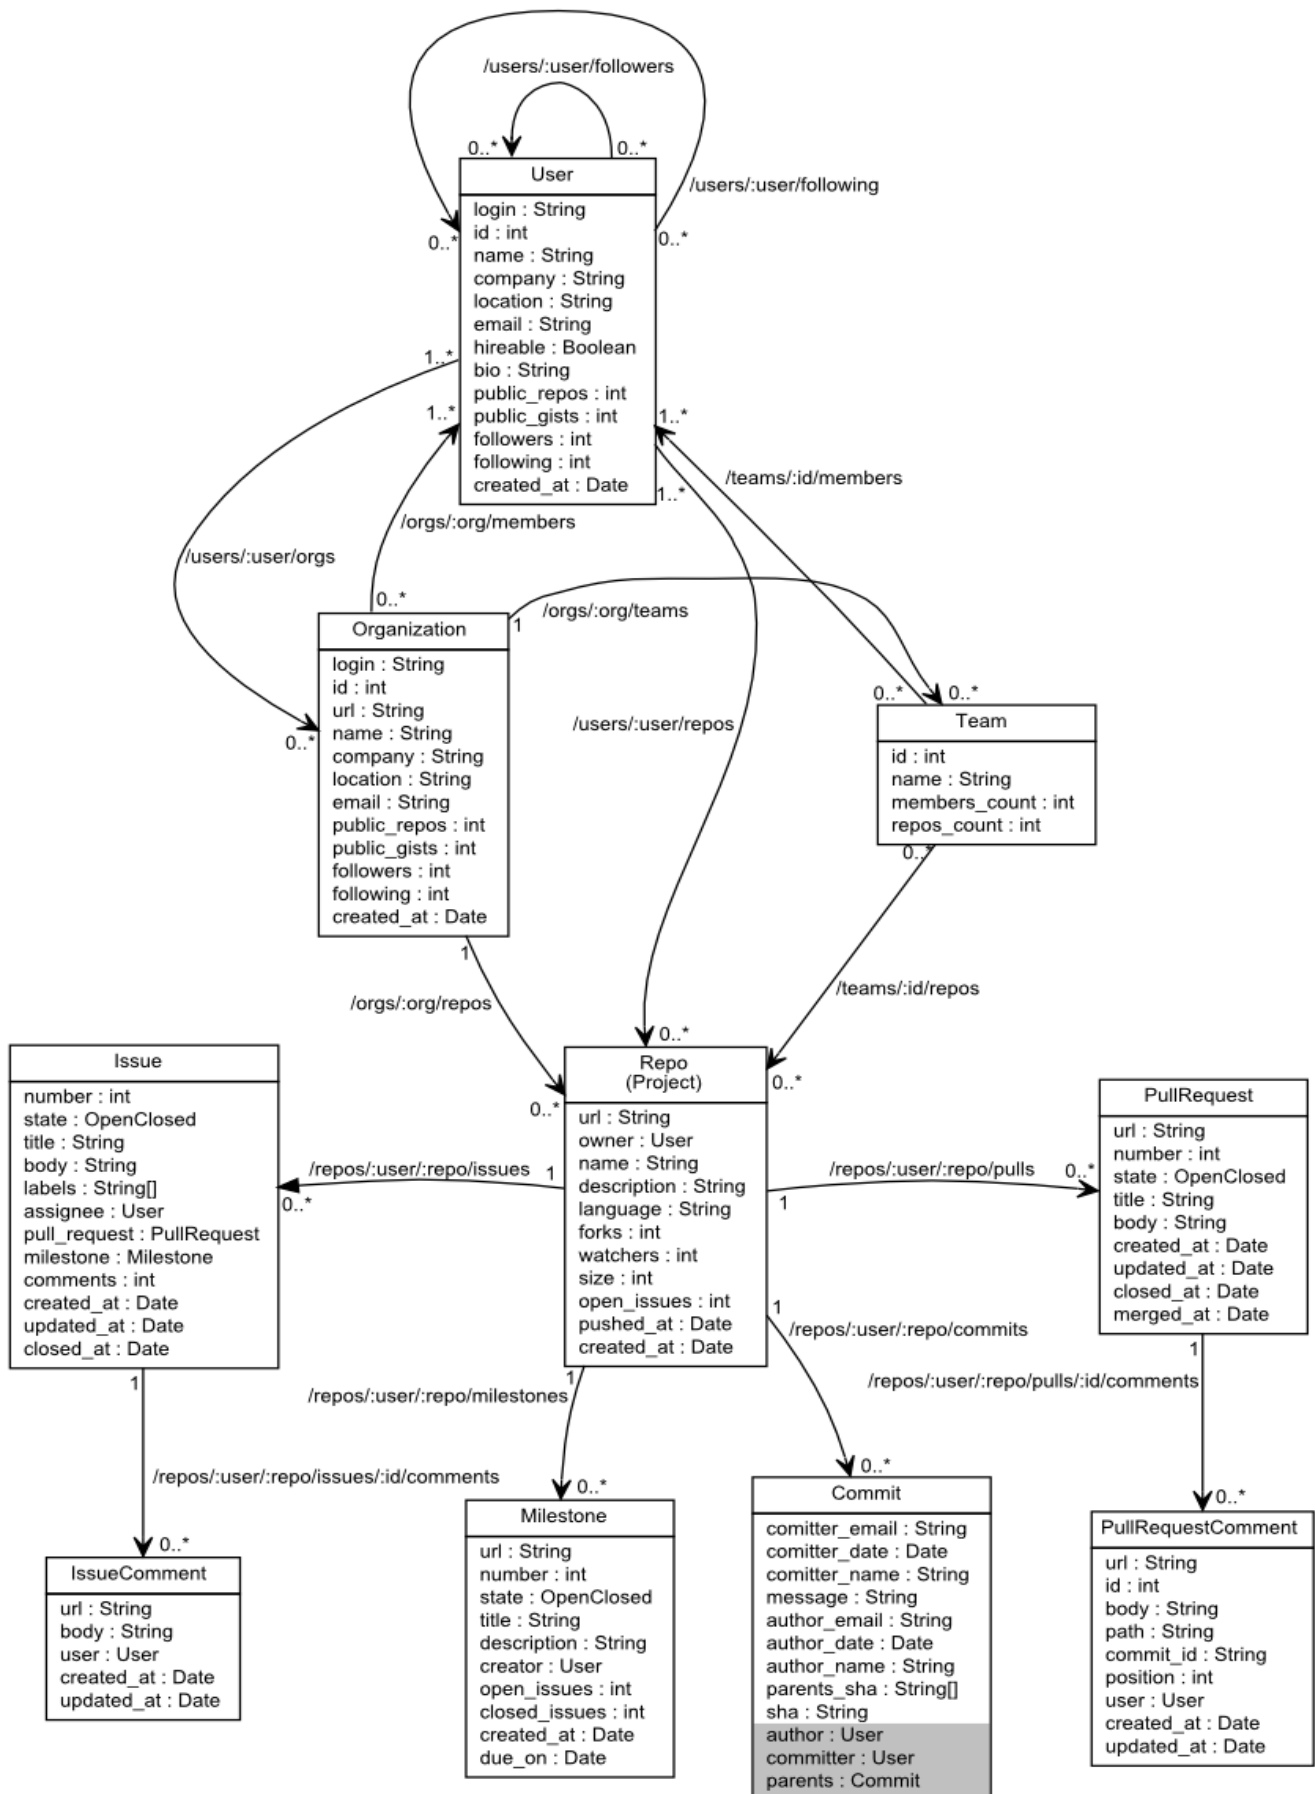 /users/:user/followers
0..*
0..*
User
/users/:user/following
login : String
id : int
name : String
company : String
location : String
email : String
hireable : Boolean
bio : String
public_repos : int
public_gists : int
followers : int
following : int
created_at : Date
0..*
0..*
1..*
1..*
1..*
1..*
/teams/:id/members
/orgs/:org/members
/users/:user/orgs
0..*
/orgs/:org/teams
1
Organization
login : String
id : int
url : String
name : String
company : String
location : String
email : String
public_repos : int
public_gists : int
followers : int
following : int
created_at : Date
0..*
/users/:user/repos
0..*
0..*
Team
id : int
name : String
members_count : int
repos_count : int
0..*
1
/orgs/:org/repos
/teams/:id/repos
0..*
0..*
0..*
Issue
number : int
state : OpenClosed
title : String
body : String
labels : String[]
assignee : User
pull_request : PullRequest
milestone : Milestone
comments : int
created_at : Date
updated_at : Date
closed_at : Date
/repos/:user/:repo/issues
1
0..*
Repo
(Project)
url : String
owner : User
name : String
description : String
language : String
forks : int
watchers : int
size : int
open_issues : int
pushed_at : Date
created_at : Date
/repos/:user/:repo/pulls
0..*
1
PullRequest
url : String
number : int
state : OpenClosed
title : String
body : String
created_at : Date
updated_at : Date
closed_at : Date
merged_at : Date
1
/repos/:user/:repo/commits
1
1
1
/repos/:user/:repo/milestones
/repos/:user/:repo/pulls/:id/comments
/repos/:user/:repo/issues/:id/comments
0..*
0..*
0..*
0..*
IssueComment
url : String
body : String
user : User
created_at : Date
updated_at : Date
Milestone
url : String
number : int
state : OpenClosed
title : String
description : String
creator : User
open_issues : int
closed_issues : int
created_at : Date
due_on : Date
Commit
comitter_email : String
comitter_date : Date
comitter_name : String
message : String
author_email : String
author_date : Date
author_name : String
parents_sha : String[]
sha : String
author : User
committer : User
parents : Commit
PullRequestComment
url : String
id : int
body : String
path : String
commit_id : String
position : int
user : User
created_at : Date
updated_at : Date